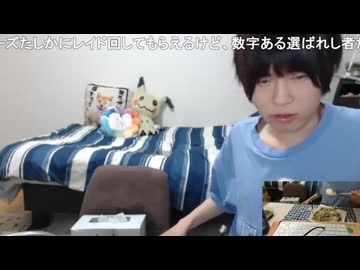 ーズたしかにレイド回してもらえるけど、数字ある選ばれし者だ